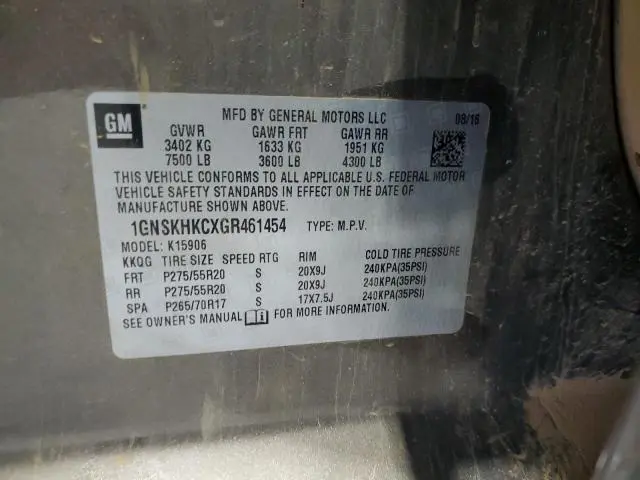 GM
MFD BY GENERAL MOTORS LLC 08/16
GVWR GAWR FRT GAWR RR
3402 KG 1633 KG 1951 KG
7500 LB 3600 LB 4300 LB
THIS VEHICLE CONFORMS TO ALL APPLICABLE U.S. FEDERAL MOTOR
VEHICLE SAFETY STANDARDS IN EFFECT ON THE DATE OF
MANUFACTURE SHOWN ABOVE.
1GNSKHKCXGR461454 TYPE: M.P.V.
MODEL: K15906
KKQG TIRE SIZE SPEED RTG RIM COLD TIRE PRESSURE
FRT P275/55R20 S 20X9J 240KPA(35PSI)
RR P275/55R20 S 20X9J 240KPA(35PSI)
SPA P265/70R17 S 17X7.5J 240KPA(35PSI)
SEE OWNER'S MANUAL FOR MORE INFORMATION.